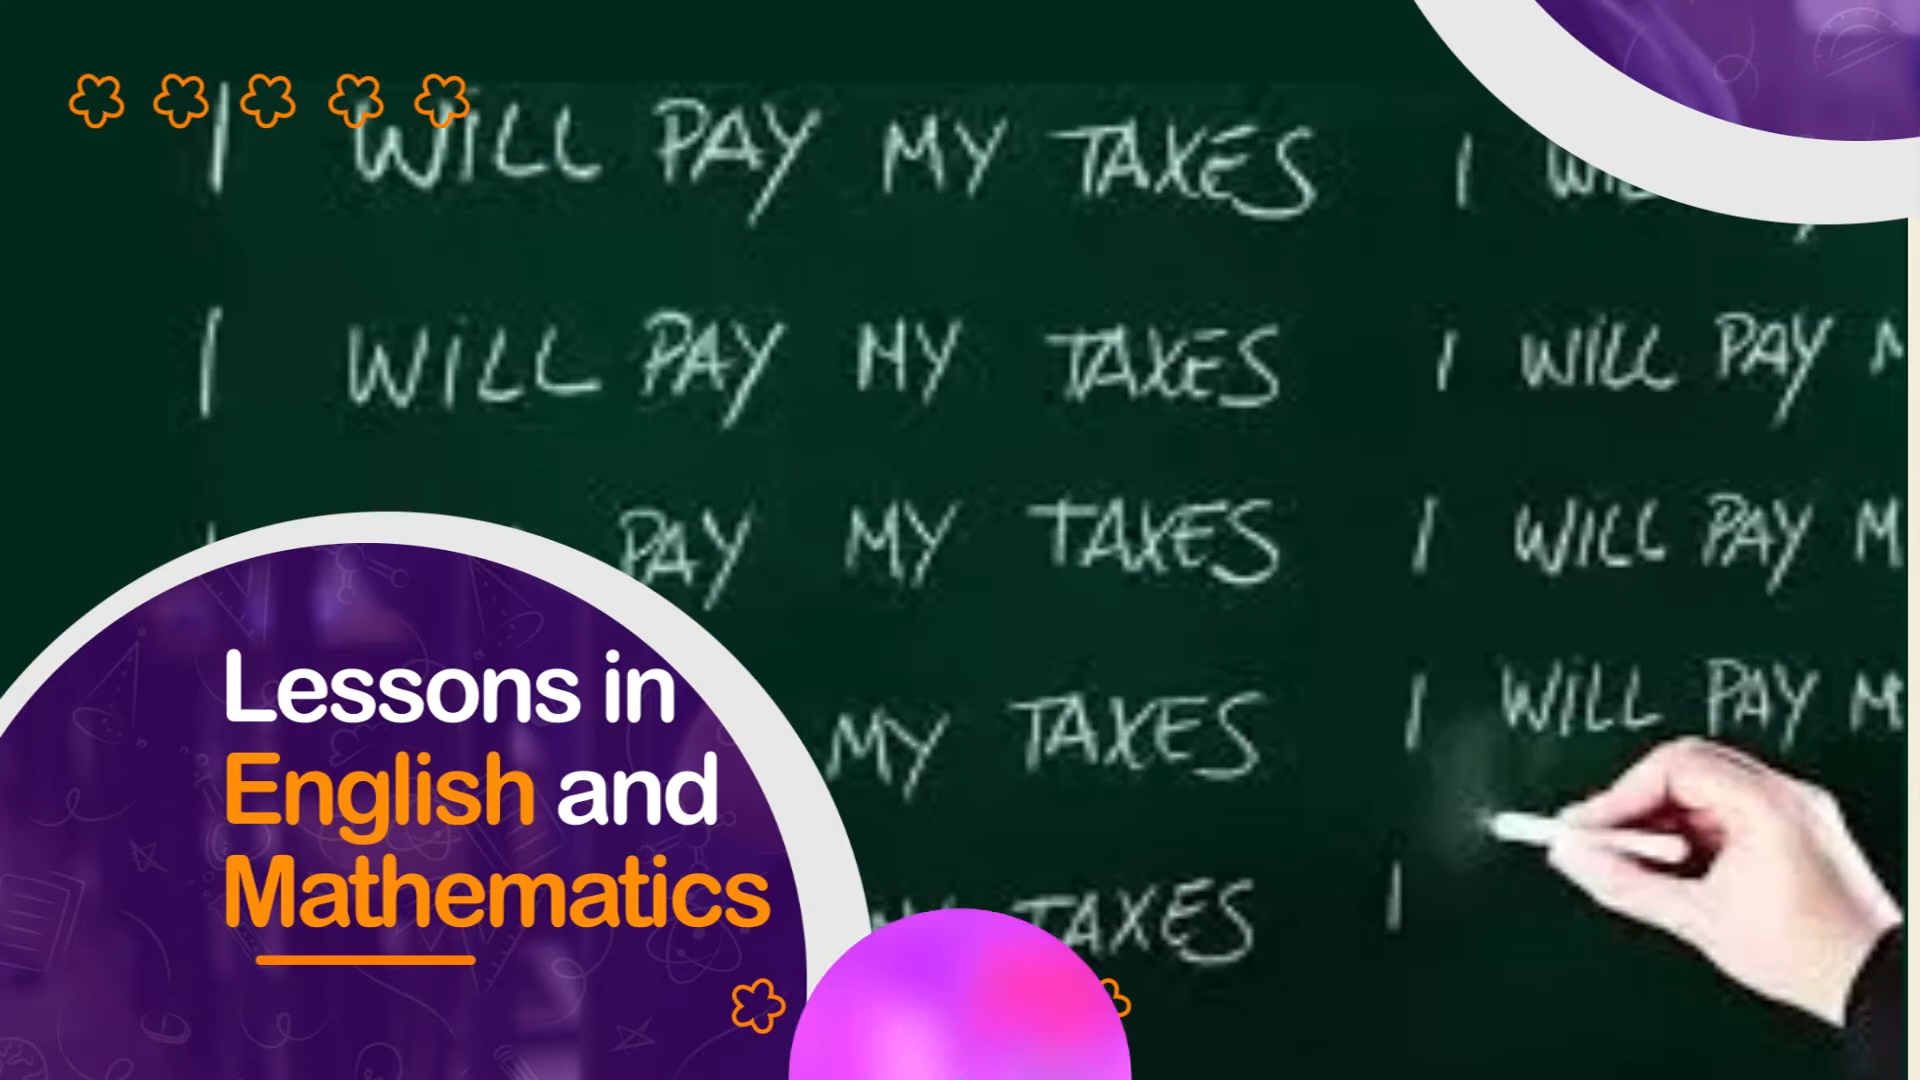 I WILL PAY MY TAXES I WILL
I WILL PAY MY TAXES I WILL PAY M
PAY MY TAXES I WILL PAY M
MY TAXES I WILL PAY M
TAXES I
Lessons in
English and
Mathematics